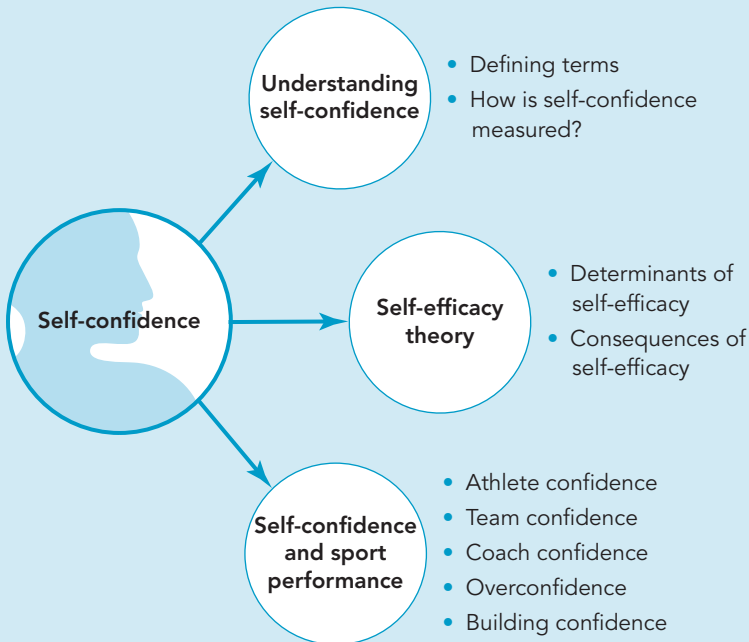 Understanding
self-confidence
• Defining terms
• How is self-confidence
measured?
Self-confidence
Self-efficacy
theory
• Determinants of
self-efficacy
• Consequences of
self-efficacy
Self-confidence
and sport
performance
• Athlete confidence
• Team confidence
• Coach confidence
• Overconfidence
• Building confidence